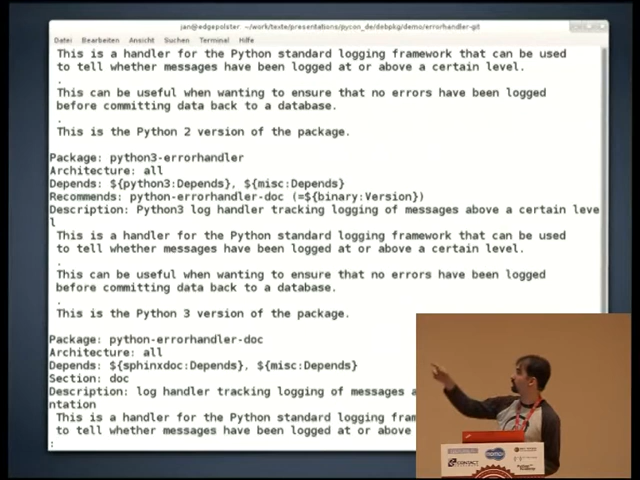 jan@edgepolster: ~/work/texte/presentations/pycon_de/debpkg/demo/errorhandler-git
Datei Bearbeiten Ansicht Suchen Terminal Hilfe
This is a handler for the Python standard logging framework that can be used
to tell whether messages have been logged at or above a certain level.
.
This can be useful when wanting to ensure that no errors have been logged
before committing data back to a database.
.
This is the Python 2 version of the package.
Package: python3-errorhandler
Architecture: all
Depends: ${python3:Depends}, ${misc:Depends}
Recommends: python-errorhandler-doc (=${binary:Version})
Description: Python3 log handler tracking logging of messages above a certain leve
l
This is a handler for the Python standard logging framework that can be used
to tell whether messages have been logged at or above a certain level.
.
This can be useful when wanting to ensure that no errors have been logged
before committing data back to a database.
.
This is the Python 3 version of the package.
Package: python-errorhandler-doc
Architecture: all
Depends: ${sphinxdoc:Depends}, ${misc:Depends}
Section: doc
Description: log handler tracking logging of messages a
ntation
This is a handler for the Python standard logging fram
to tell whether messages have been logged at or above
:
CONTACT